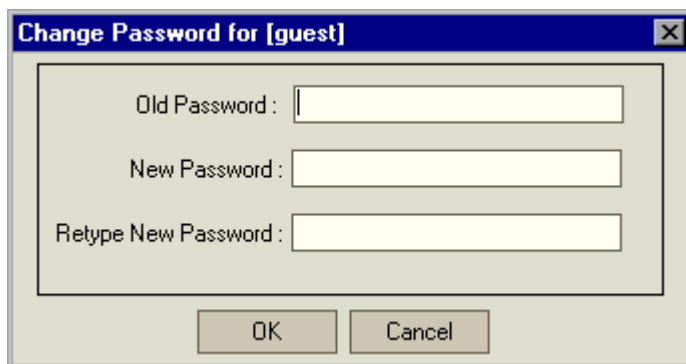 Change Password for [guest]
Old Password :
New Password :
Retype New Password :
OK Cancel